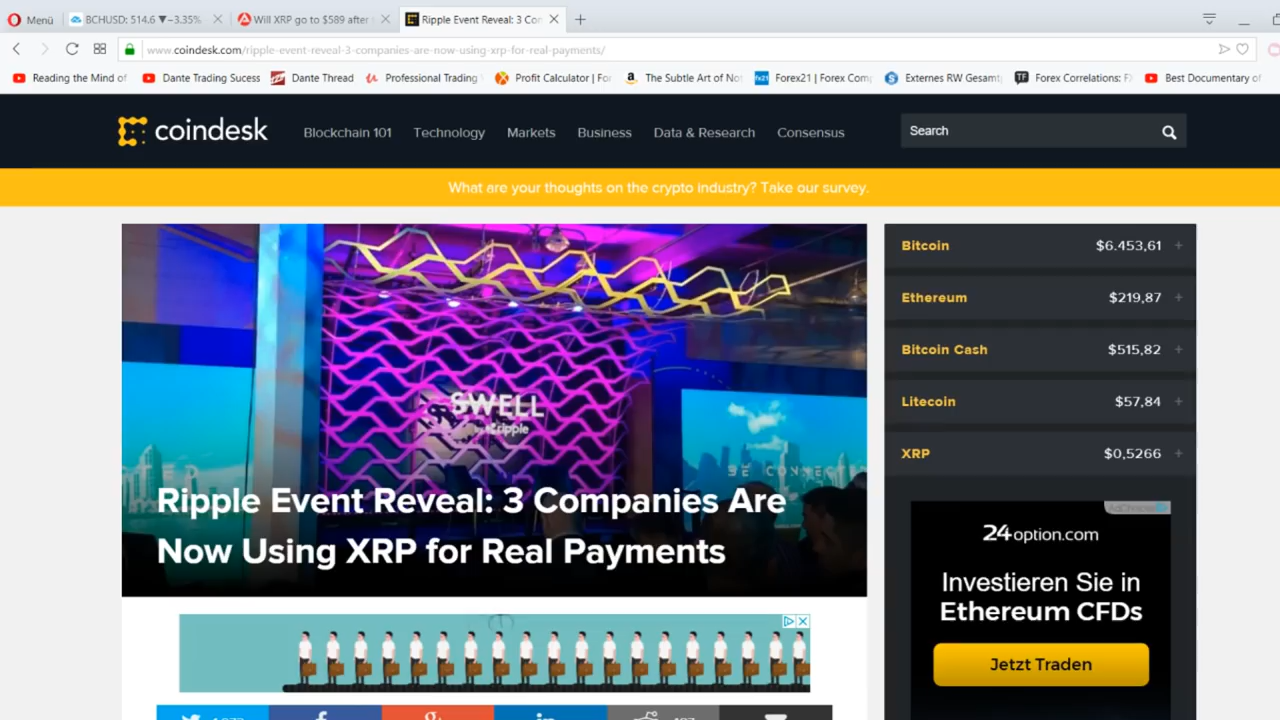 Menü
BCHUSD: 514.6 ▼−3.35%
Will XRP go to $589 after
Ripple Event Reveal: 3 Con
www.coindesk.com/ripple-event-reveal-3-companies-are-now-using-xrp-for-real-payments/
Reading the Mind of
Dante Trading Sucess
Dante Thread
Professional Trading
Profit Calculator | For
The Subtle Art of No
Forex21 | Forex Comp
Externes RW Gesamt
Forex Correlations: F
Best Documentary of
coindesk
Blockchain 101
Technology
Markets
Business
Data & Research
Consensus
Search
What are your thoughts on the crypto industry? Take our survey.
SWELL
by ripple
BE CONNECT
Ripple Event Reveal: 3 Companies Are
Now Using XRP for Real Payments
Bitcoin $6.453,61 +
Ethereum $219,87 +
Bitcoin Cash $515,82 +
Litecoin $57,84 +
XRP $0,5266 +
24option.com
Investieren Sie in
Ethereum CFDs
Jetzt Traden